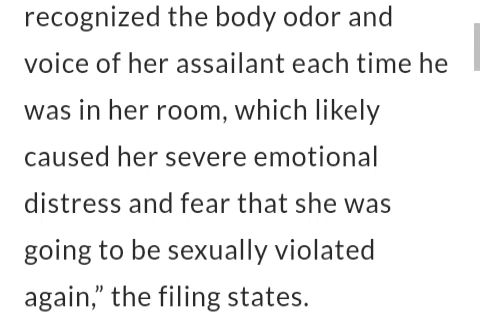 recognized the body odor and
voice of her assailant each time he
was in her room, which likely
caused her severe emotional
distress and fear that she was
going to be sexually violated
again,” the filing states.